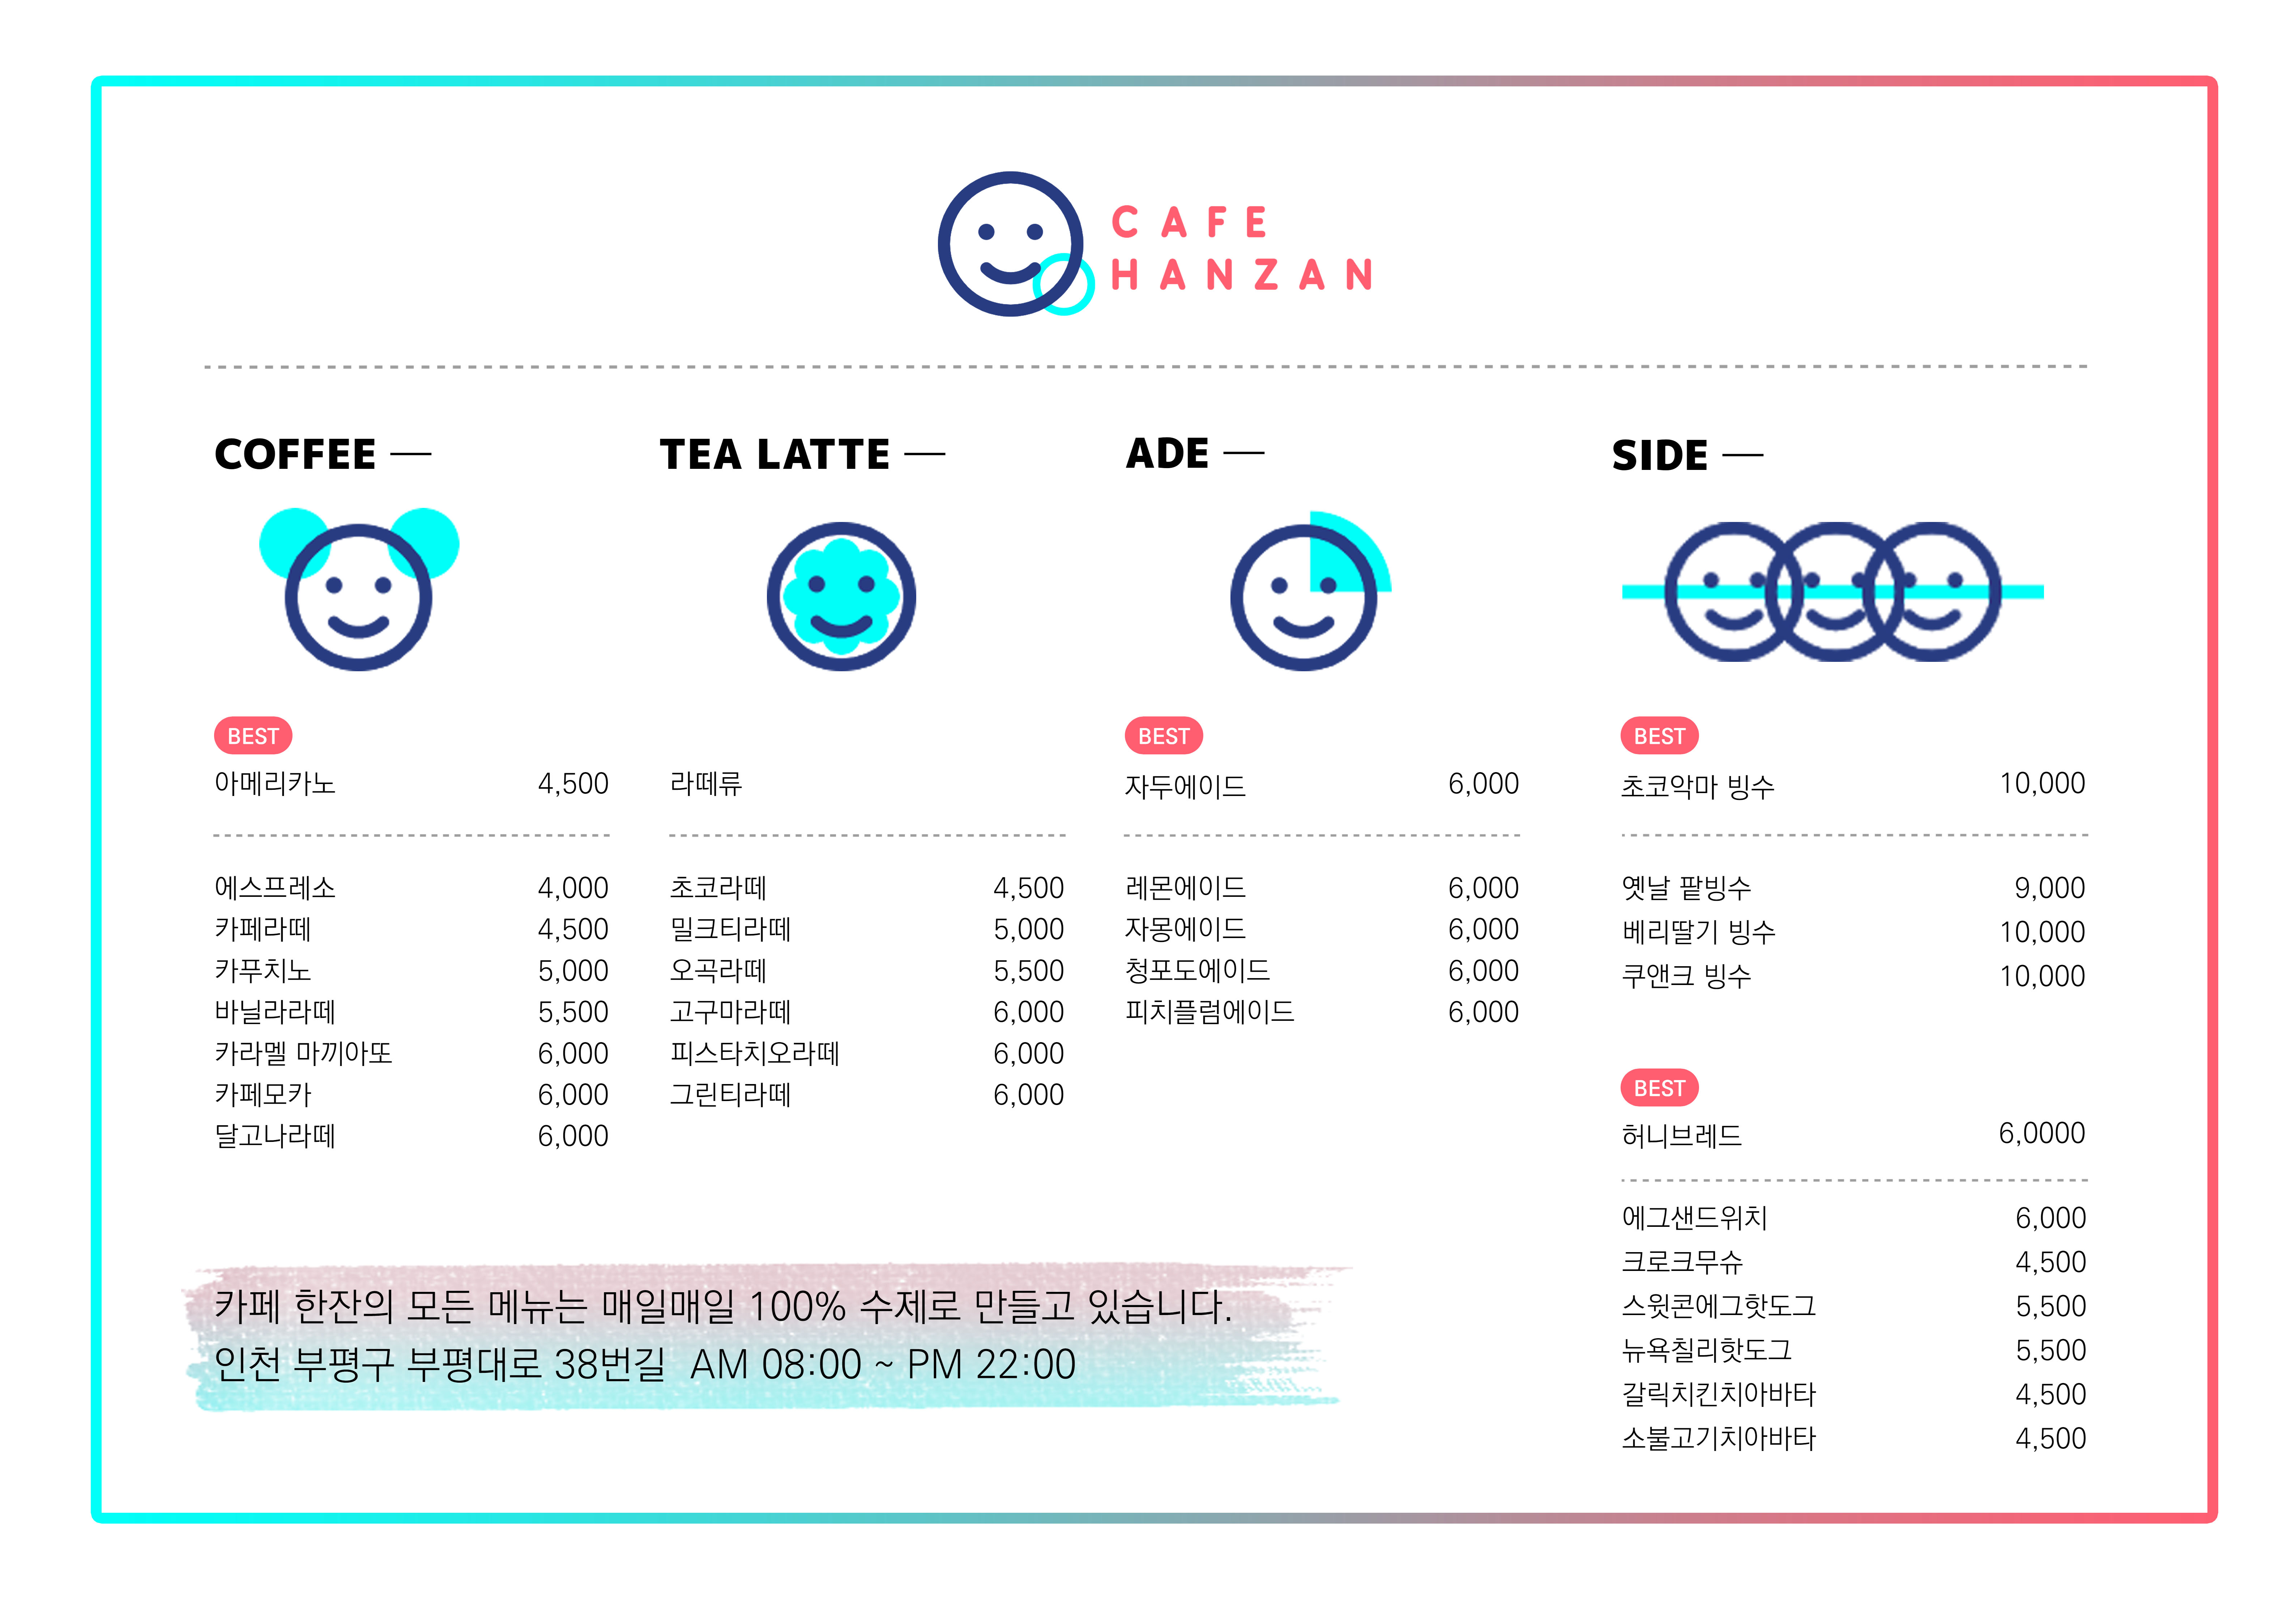 CAFE
HANZAN
COFFEE —
BEST
아메리카노 4,500
에스프레소 4,000
카페라떼 4,500
카푸치노 5,000
바닐라라떼 5,500
카라멜 마끼아또 6,000
카페모카 6,000
달고나라떼 6,000
TEA LATTE —
라떼류
초코라떼 4,500
밀크티라떼 5,000
오곡라떼 5,500
고구마라떼 6,000
피스타치오라떼 6,000
그린티라떼 6,000
ADE —
BEST
자두에이드 6,000
레몬에이드 6,000
자몽에이드 6,000
청포도에이드 6,000
피치플럼에이드 6,000
SIDE —
BEST
초코악마 빙수 10,000
옛날 팥빙수 9,000
베리딸기 빙수 10,000
쿠앤크 빙수 10,000
BEST
허니브레드 6,0000
에그샌드위치 6,000
크로크무슈 4,500
스윗콘에그핫도그 5,500
뉴욕칠리핫도그 5,500
갈릭치킨치아바타 4,500
소불고기치아바타 4,500
카페 한잔의 모든 메뉴는 매일매일 100% 수제로 만들고 있습니다.
인천 부평구 부평대로 38번길 AM 08:00 ~ PM 22:00